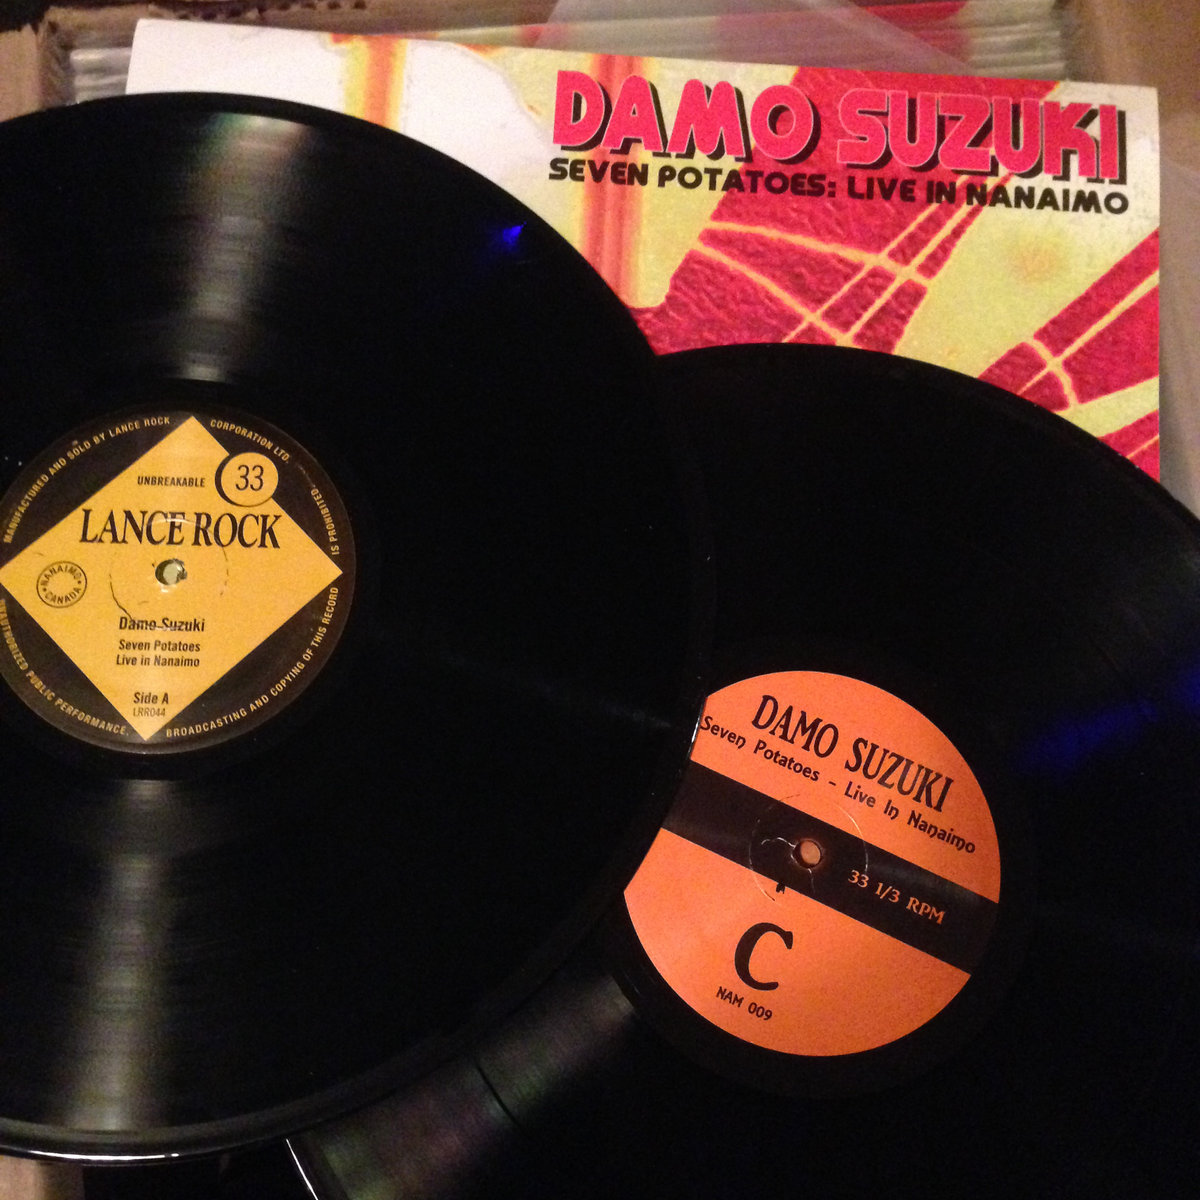 DAMO SUZUKI
SEVEN POTATOES: LIVE IN NANAIMO
MANUFACTURED AND SOLD BY LANCE ROCK CORPORATION LTD.
UNAUTHORIZED PUBLIC PERFORMANCE, BROADCASTING AND COPYING OF THIS RECORD IS PROHIBITED.
UNBREAKABLE
33
LANCE ROCK
NANAIMO
CANADA
Damo Suzuki
Seven Potatoes
Live in Nanaimo
Side A
LRR044
DAMO SUZUKI
Seven Potatoes - Live In Nanaimo
33 1/3 RPM
C
NAM 009